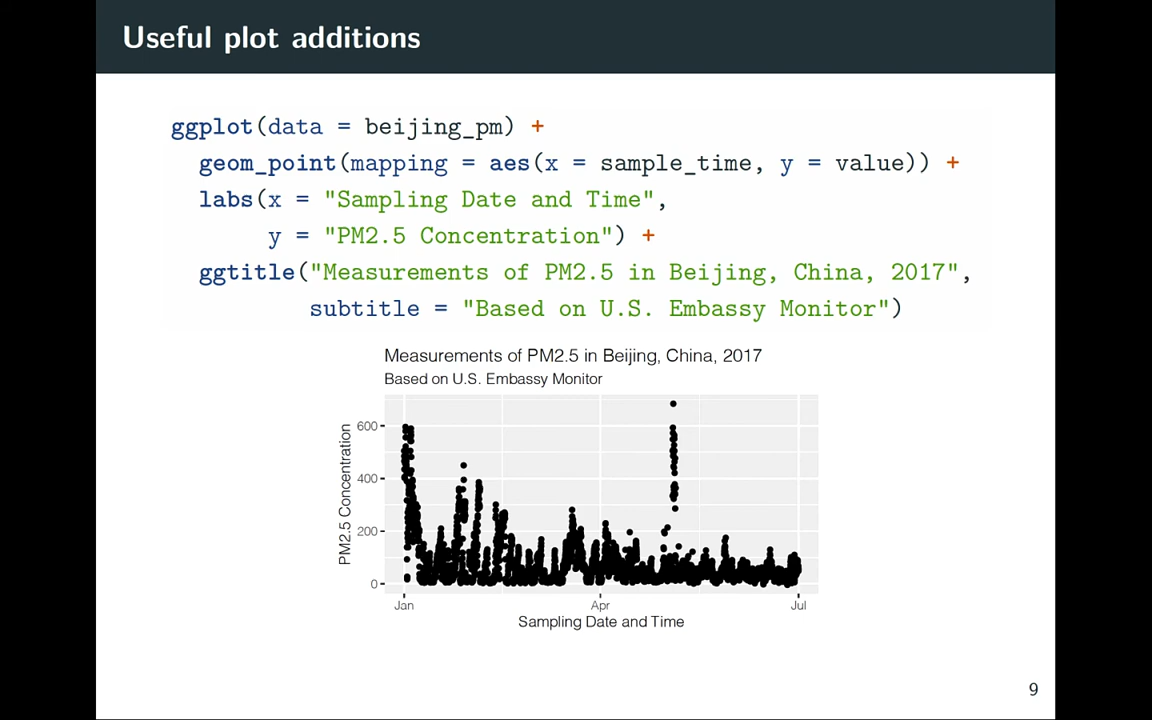 Useful plot additions
ggplot(data = beijing_pm) +
  geom_point(mapping = aes(x = sample_time, y = value)) +
  labs(x = "Sampling Date and Time",
       y = "PM2.5 Concentration") +
  ggtitle("Measurements of PM2.5 in Beijing, China, 2017",
          subtitle = "Based on U.S. Embassy Monitor")
Measurements of PM2.5 in Beijing, China, 2017
Based on U.S. Embassy Monitor
PM2.5 Concentration
600
400
200
0
Jan Apr Jul
Sampling Date and Time
9